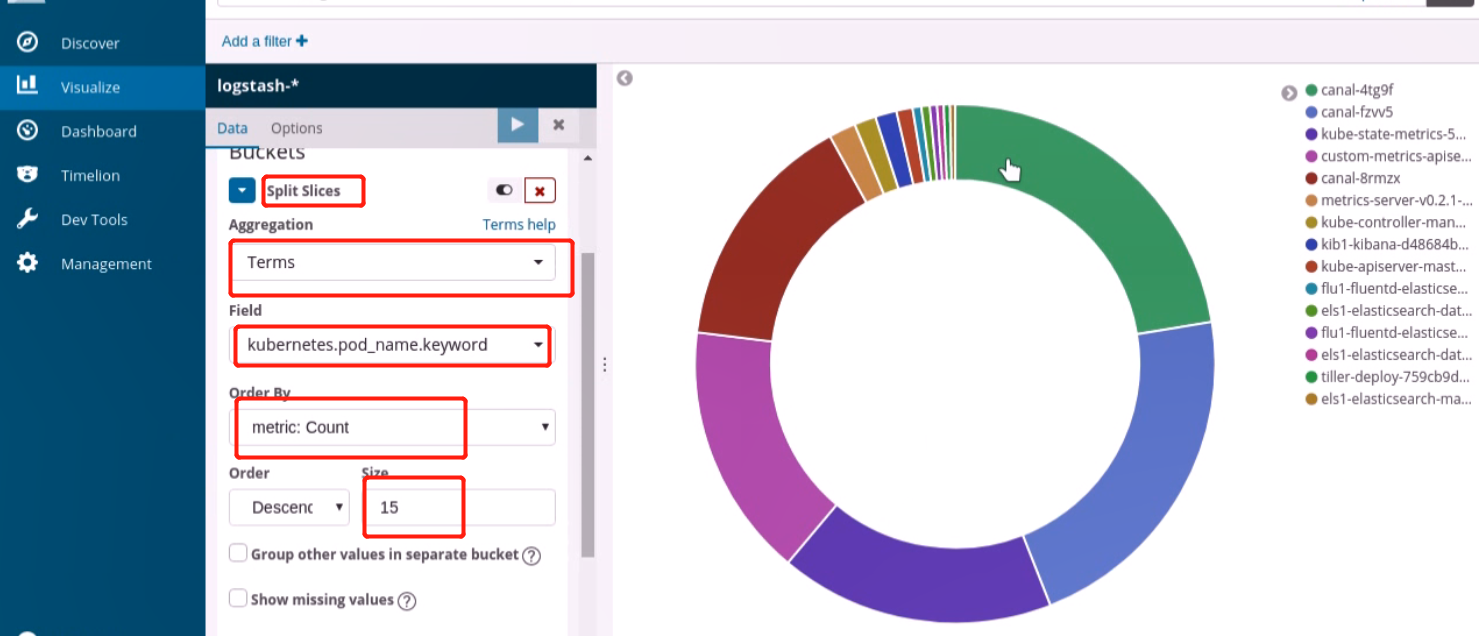 Discover
Visualize
Dashboard
Timelion
Dev Tools
Management
Add a filter +
logstash-*
Data Options
Buckets
Split Slices
Aggregation Terms help
Terms
Field
kubernetes.pod_name.keyword
Order By
metric: Count
Order Size
Descenc 15
Group other values in separate bucket ?
Show missing values ?
canal-4tg9f
canal-fzvv5
kube-state-metrics-5...
custom-metrics-apise...
canal-8rmzx
metrics-server-v0.2.1-...
kube-controller-man...
kib1-kibana-d48684b...
kube-apiserver-mast...
flu1-fluentd-elasticse...
els1-elasticsearch-dat...
flu1-fluentd-elasticse...
els1-elasticsearch-dat...
tiller-deploy-759cb9d...
els1-elasticsearch-ma...